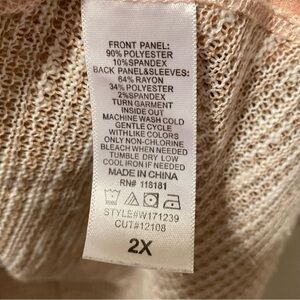 FRONT PANEL:
90% POLYESTER
10%SPANDEX
BACK PANEL&SLEEVES:
64% RAYON
34% POLYESTER
2%SPANDEX
TURN GARMENT
INSIDE OUT
MACHINE WASH COLD
GENTLE CYCLE
WITH LIKE COLORS
ONLY NON-CHLORINE
BLEACH WHEN NEEDED
TUMBLE DRY LOW
COOL IRON IF NEEDED
MADE IN CHINA
RN# 118181
STYLE#W171239
CUT#12108
2X